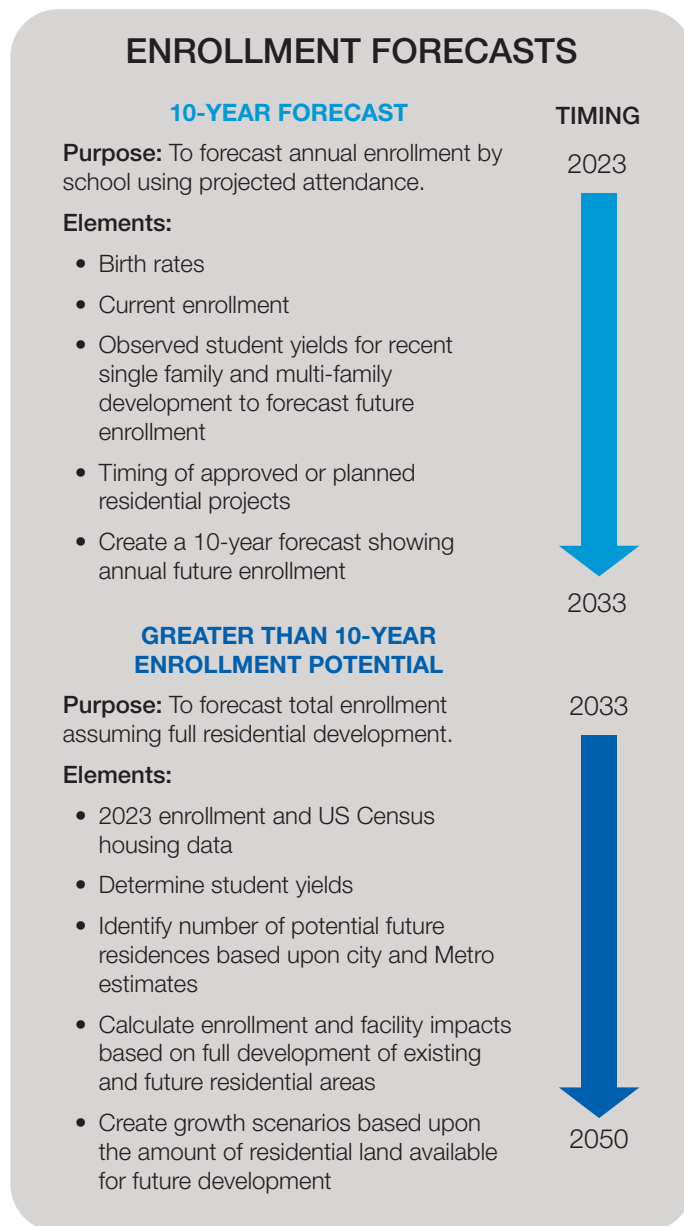 ENROLLMENT FORECASTS
10-YEAR FORECAST
TIMING
Purpose: To forecast annual enrollment by
school using projected attendance.
2023
Elements:
• Birth rates
• Current enrollment
• Observed student yields for recent
single family and multi-family
development to forecast future
enrollment
• Timing of approved or planned
residential projects
• Create a 10-year forecast showing
annual future enrollment
2033
GREATER THAN 10-YEAR
ENROLLMENT POTENTIAL
Purpose: To forecast total enrollment
assuming full residential development.
2033
Elements:
• 2023 enrollment and US Census
housing data
• Determine student yields
• Identify number of potential future
residences based upon city and Metro
estimates
• Calculate enrollment and facility impacts
based on full development of existing
and future residential areas
• Create growth scenarios based upon
the amount of residential land available
for future development
2050